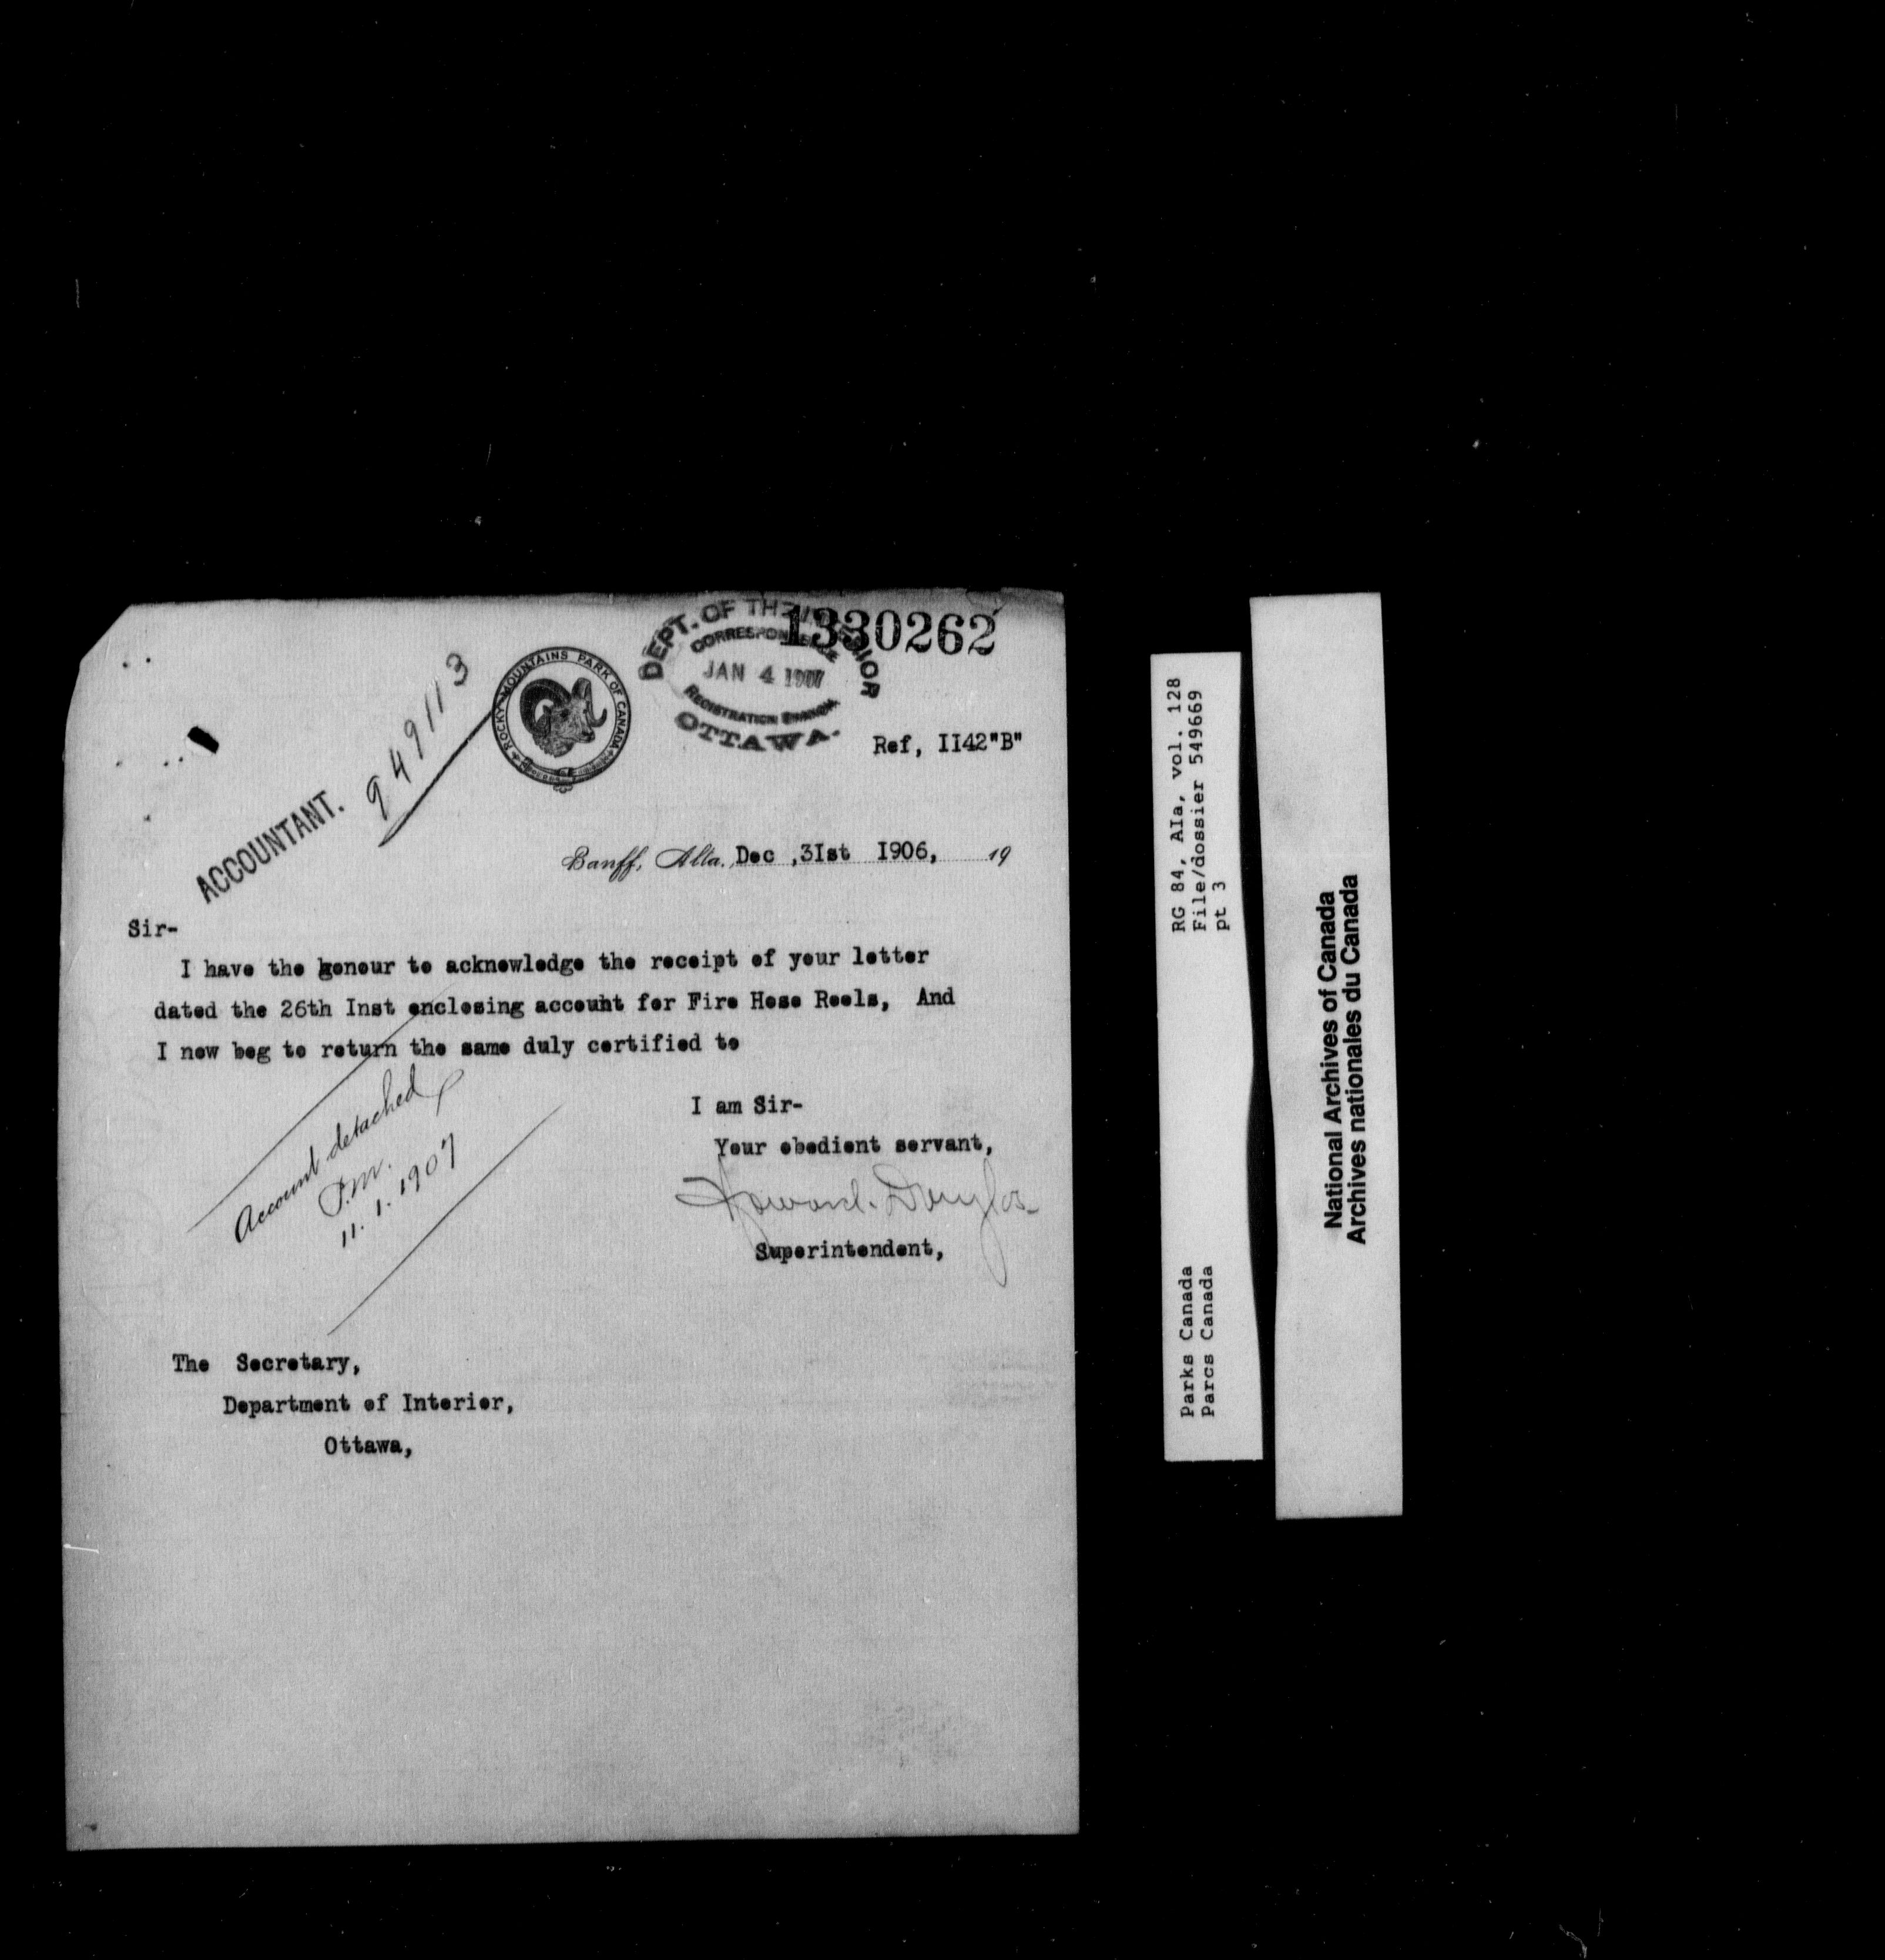 1330262
DEPT. OF THE INTERIOR
CORRESPONDENCE
JAN 4 1907
REGISTRATION BRANCH
OTTAWA.
ROCKY MOUNTAINS PARK OF CANADA
949113
ACCOUNTANT.
Ref, II42"B"
Banff, Alta. Dec ,3Ist I906, 19
Sir-
I have the honour to acknowledge the receipt of your letter
dated the 26th Inst enclosing account for Fire Hose Reels, And
I now beg to return the same duly certified to
I am Sir-
Your obedient servant,
Howard Douglas
Superintendent,
Account detached
11. 1. 1907
The Secretary,
Department of Interior,
Ottawa,
RG 84, AIa, vol. 128
File/dossier 549669
pt 3
Parks Canada
Parcs Canada
National Archives of Canada
Archives nationales du Canada